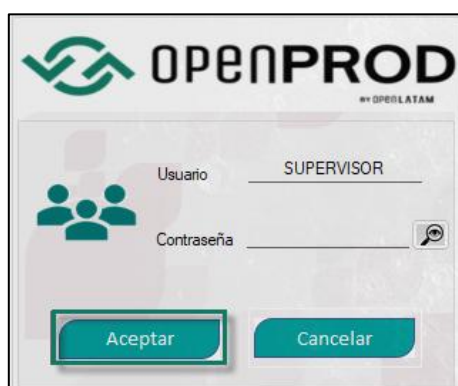 OPENPROD
BY OPENLATAM
Usuario SUPERVISOR
Contraseña
Aceptar Cancelar